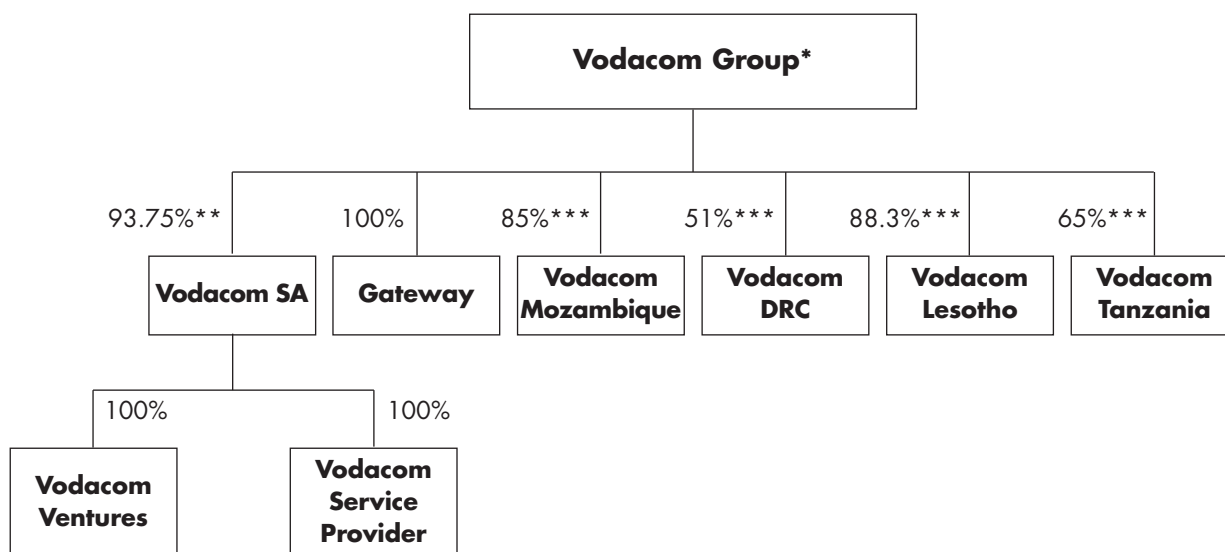 Vodacom Group*
93.75%**
100%
85%***
51%***
88.3%***
65%***
Vodacom SA
Gateway
Vodacom
Mozambique
Vodacom
DRC
Vodacom
Lesotho
Vodacom
Tanzania
100%
100%
Vodacom
Ventures
Vodacom
Service
Provider